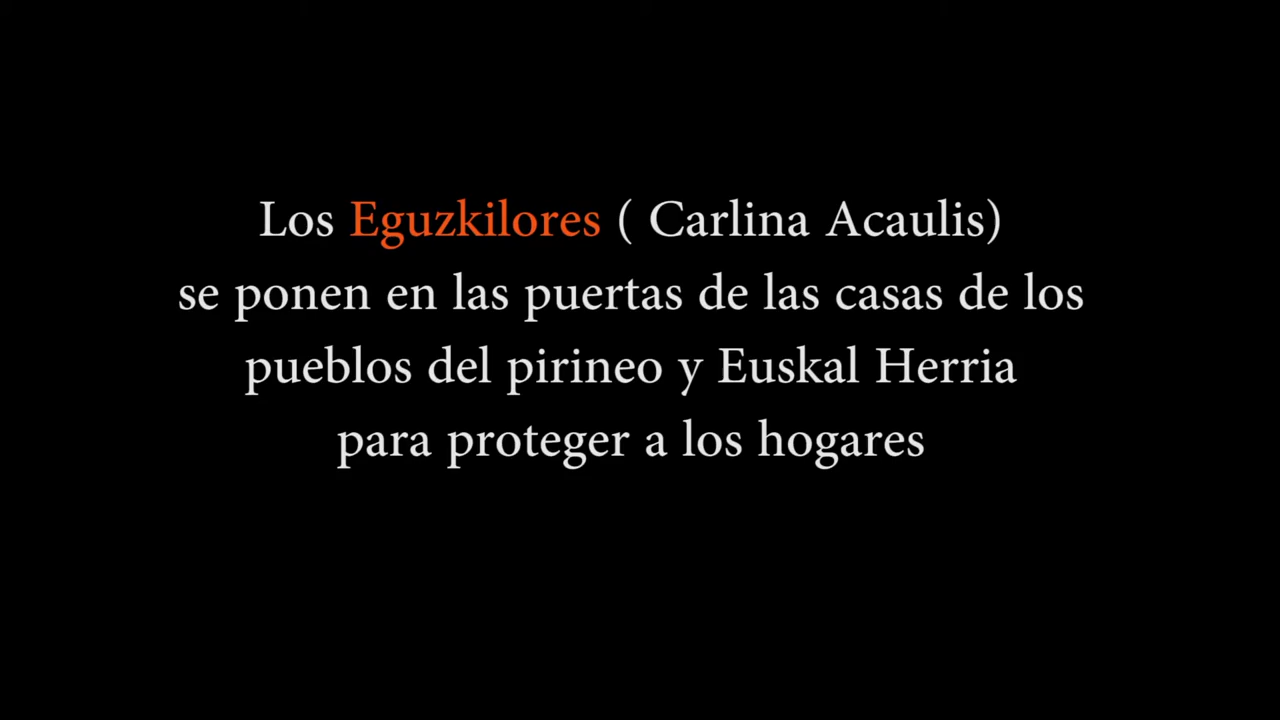 Los Eguzkilores ( Carlina Acaulis)
se ponen en las puertas de las casas de los
pueblos del pirineo y Euskal Herria
para proteger a los hogares